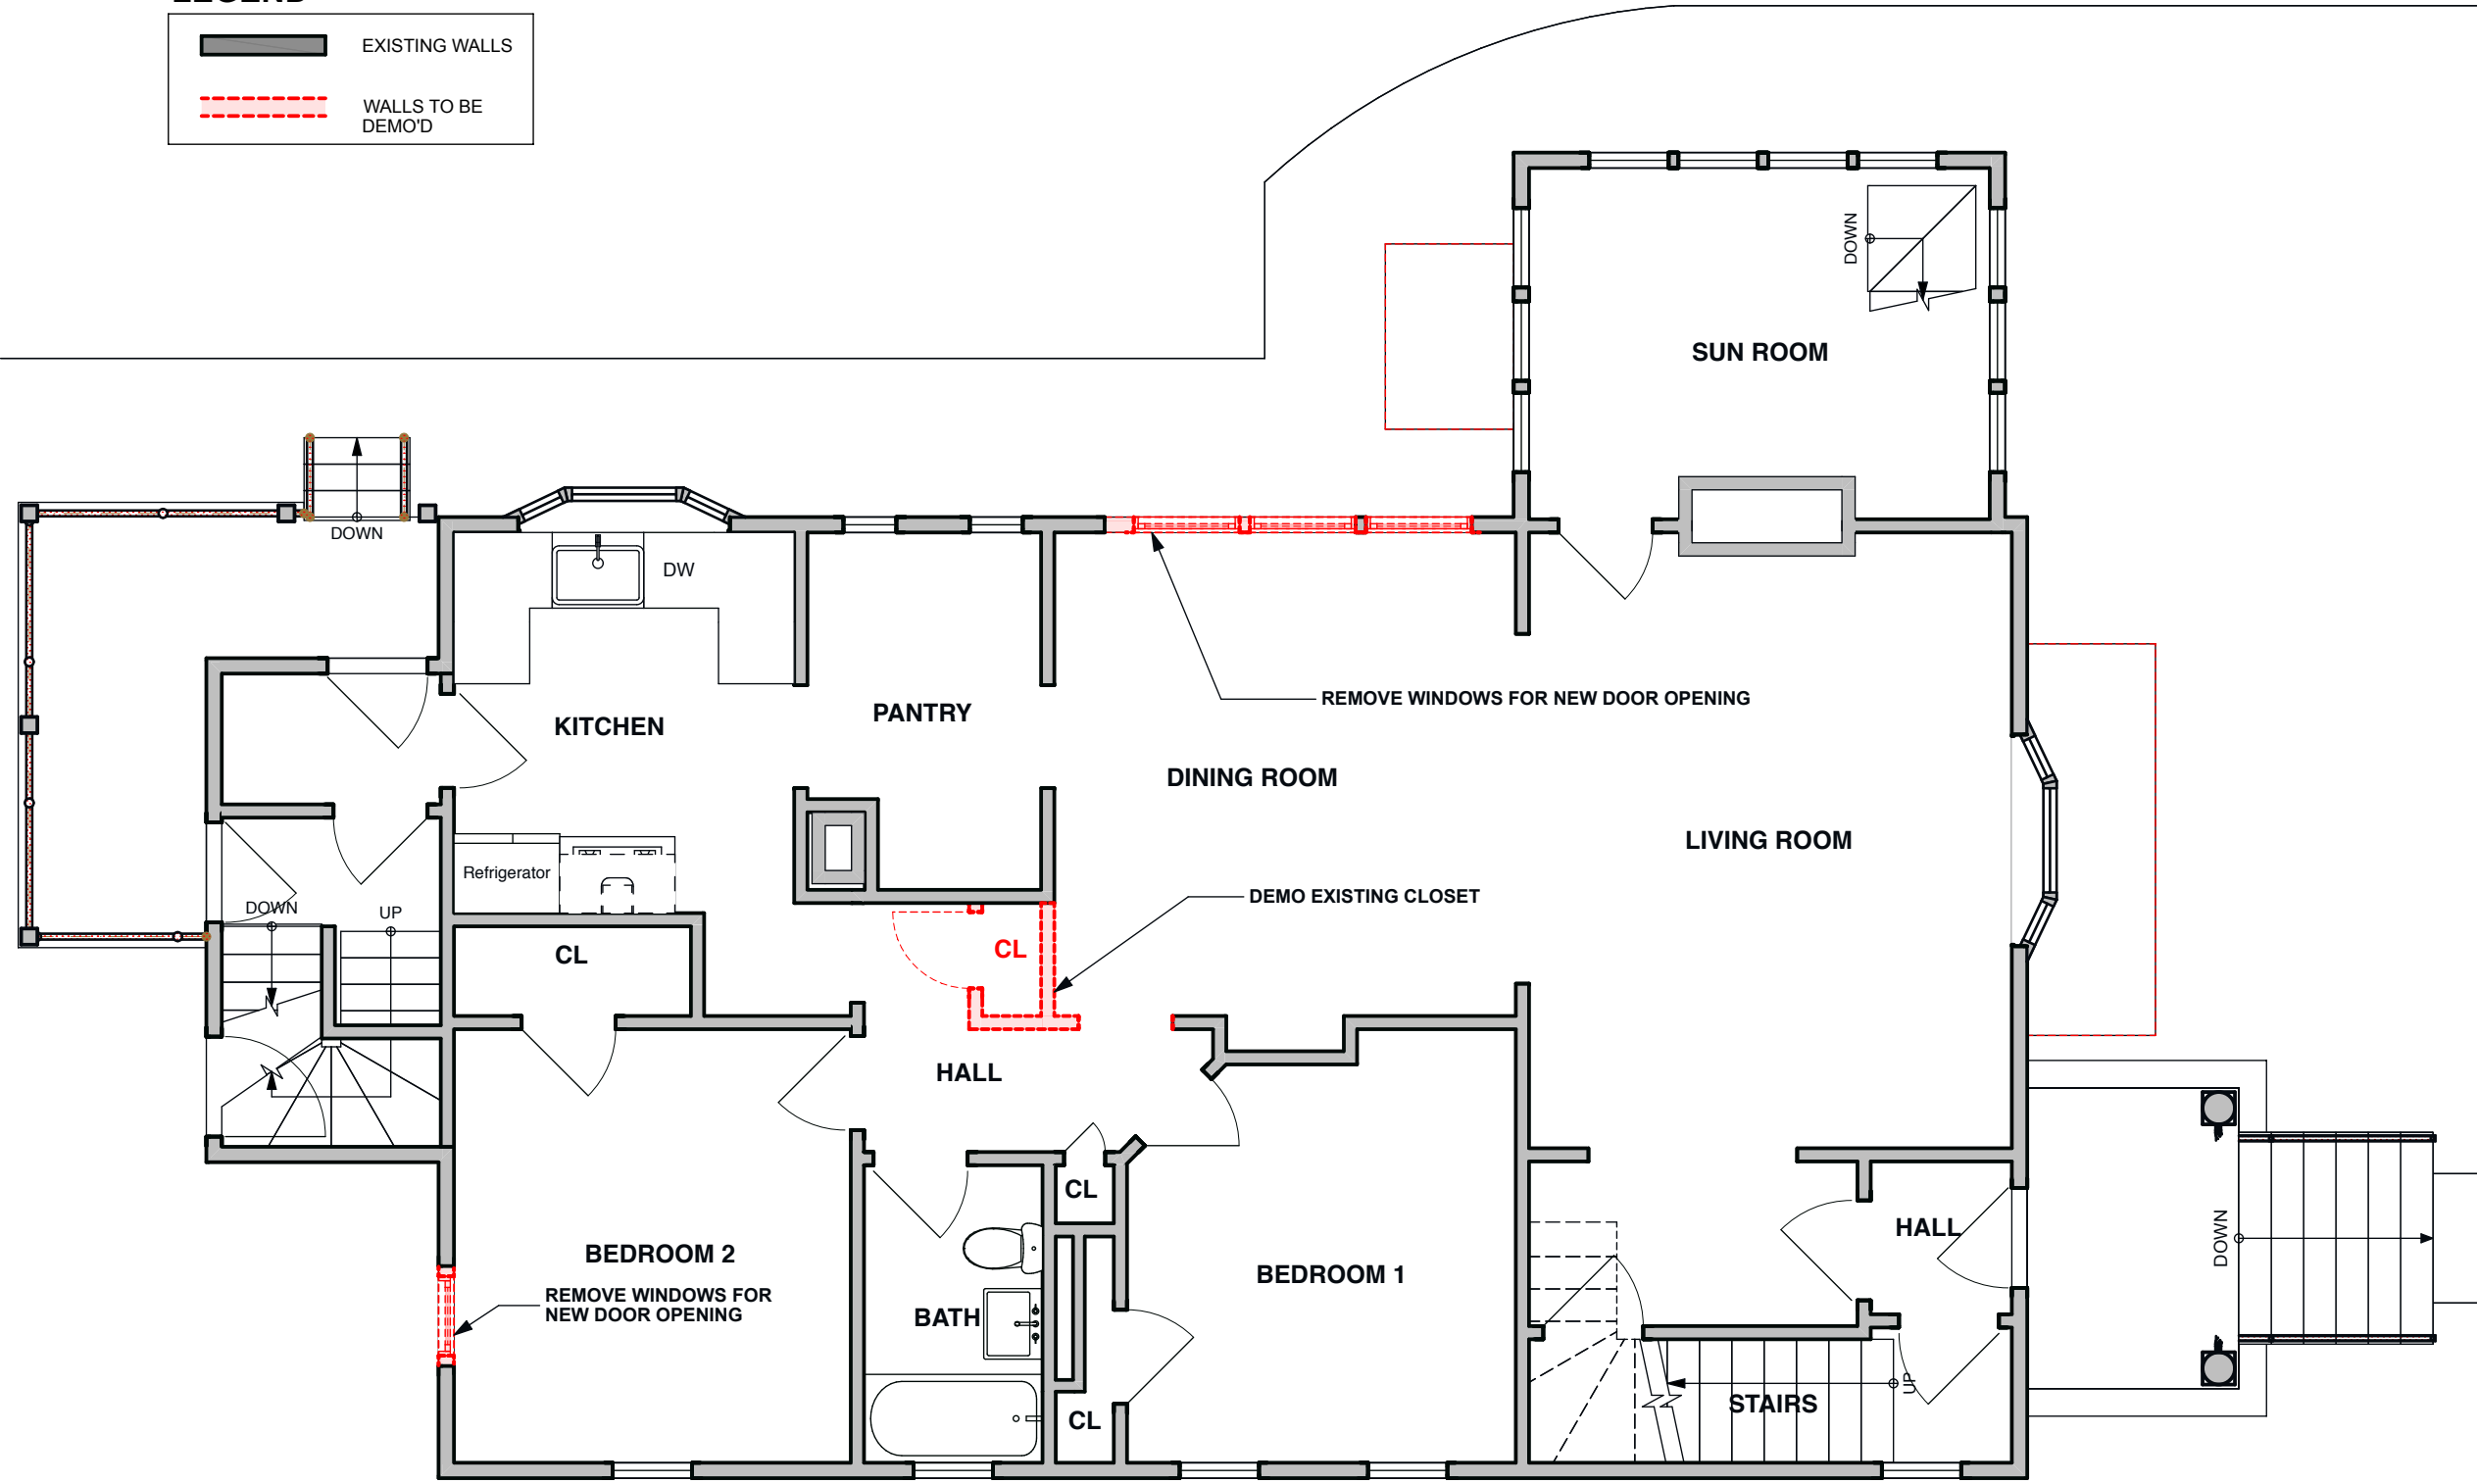 LEGEND
EXISTING WALLS
WALLS TO BE
DEMO'D
DOWN
SUN ROOM
DOWN
DW
REMOVE WINDOWS FOR NEW DOOR OPENING
KITCHEN
PANTRY
DINING ROOM
LIVING ROOM
Refrigerator
DEMO EXISTING CLOSET
DOWN
UP
CL
CL
HALL
CL
HALL
DOWN
BEDROOM 2
BEDROOM 1
REMOVE WINDOWS FOR
NEW DOOR OPENING
BATH
UP
STAIRS
CL